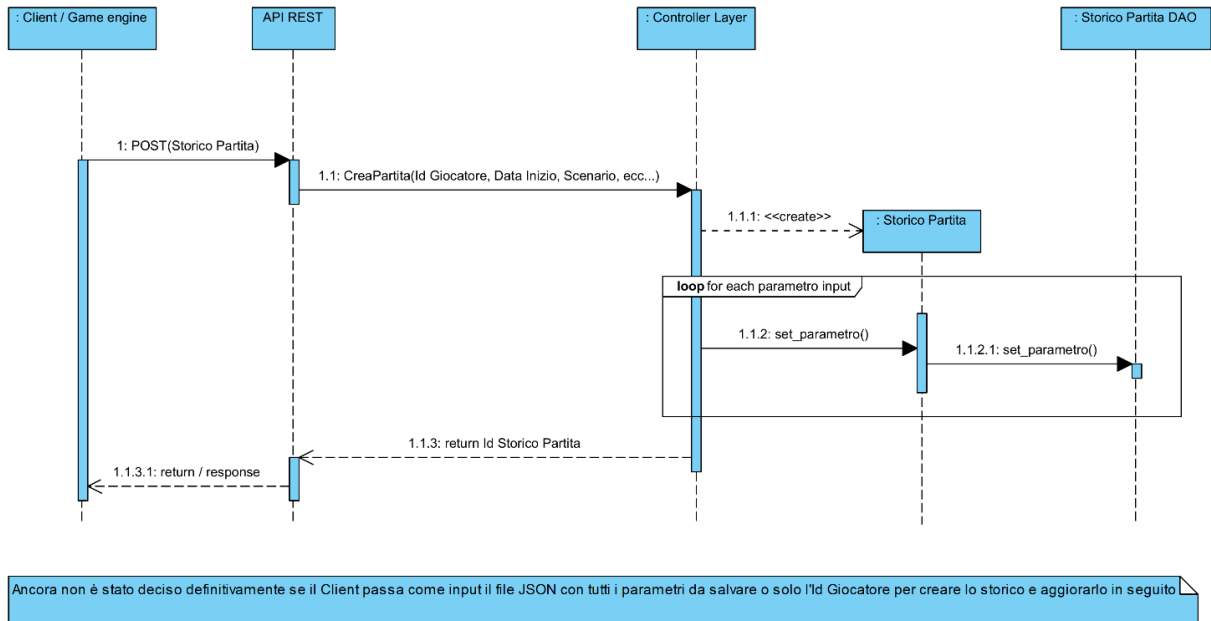 : Client / Game engine
API REST
: Controller Layer
: Storico Partita DAO
1: POST(Storico Partita)
1.1: CreaPartita(Id Giocatore, Data Inizio, Scenario, ecc...)
1.1.1: <<create>>
: Storico Partita
loop for each parametro input
1.1.2: set_parametro()
1.1.2.1: set_parametro()
1.1.3: return Id Storico Partita
1.1.3.1: return / response
Ancora non è stato deciso definitivamente se il Client passa come input il file JSON con tutti i parametri da salvare o solo l'Id Giocatore per creare lo storico e aggiorarlo in seguito